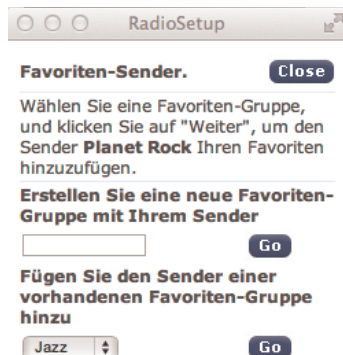 RadioSetup
Favoriten-Sender. Close
Wählen Sie eine Favoriten-Gruppe,
und klicken Sie auf "Weiter", um den
Sender Planet Rock Ihren Favoriten
hinzuzufügen.
Erstellen Sie eine neue Favoriten-
Gruppe mit Ihrem Sender
Go
Fügen Sie den Sender einer
vorhandenen Favoriten-Gruppe
hinzu
Jazz Go